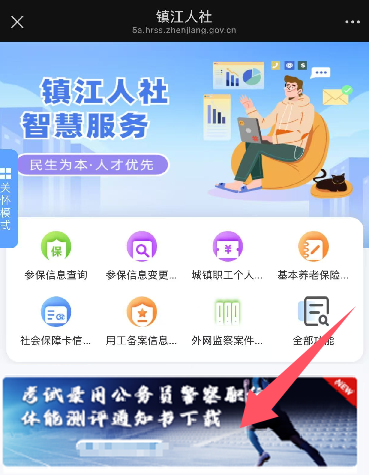 镇江人社
5a.hrss.zhenjiang.gov.cn
镇江人社
智慧服务
民生为本·人才优先
关怀模式
参保信息查询
参保信息变更...
城镇职工个人...
基本养老保险...
社会保障卡信...
用工备案信息...
外网监察案件...
全部功能
考试录用公务员警察职位
体能测评通知书下载
NEW